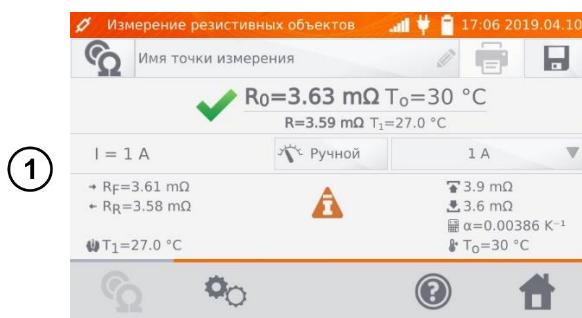 Измерение резистивных объектов 17:06 2019.04.10
Имя точки измерения
R0=3.63 mΩ To=30 °C
R=3.59 mΩ T1=27.0 °C
1
I = 1 A Ручной 1 A
RF=3.61 mΩ 3.9 mΩ
RR=3.58 mΩ 3.6 mΩ
α=0.00386 K⁻¹
T1=27.0 °C To=30 °C